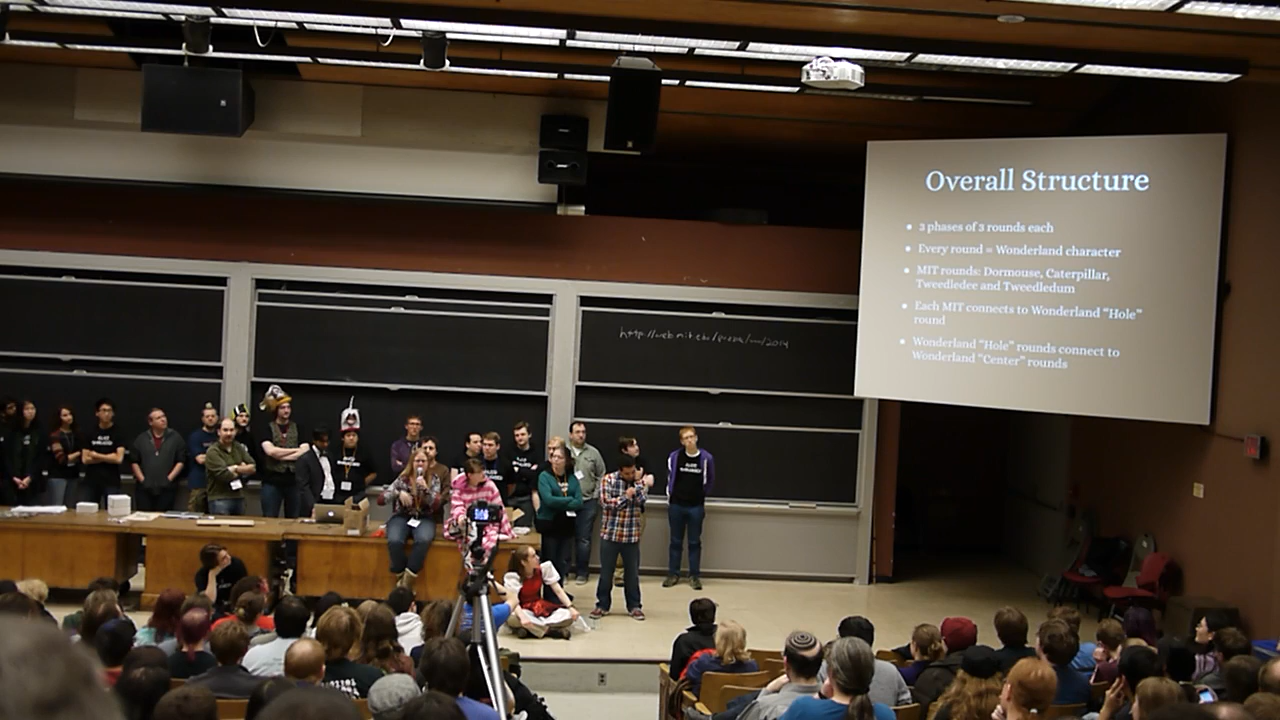 Overall Structure
• 3 phases of 3 rounds each
• Every round = Wonderland character
• MIT rounds: Dormouse, Caterpillar,
Tweedledee and Tweedledum
• Each MIT connects to Wonderland "Hole"
round
• Wonderland "Hole" rounds connect to
Wonderland "Center" rounds
2014